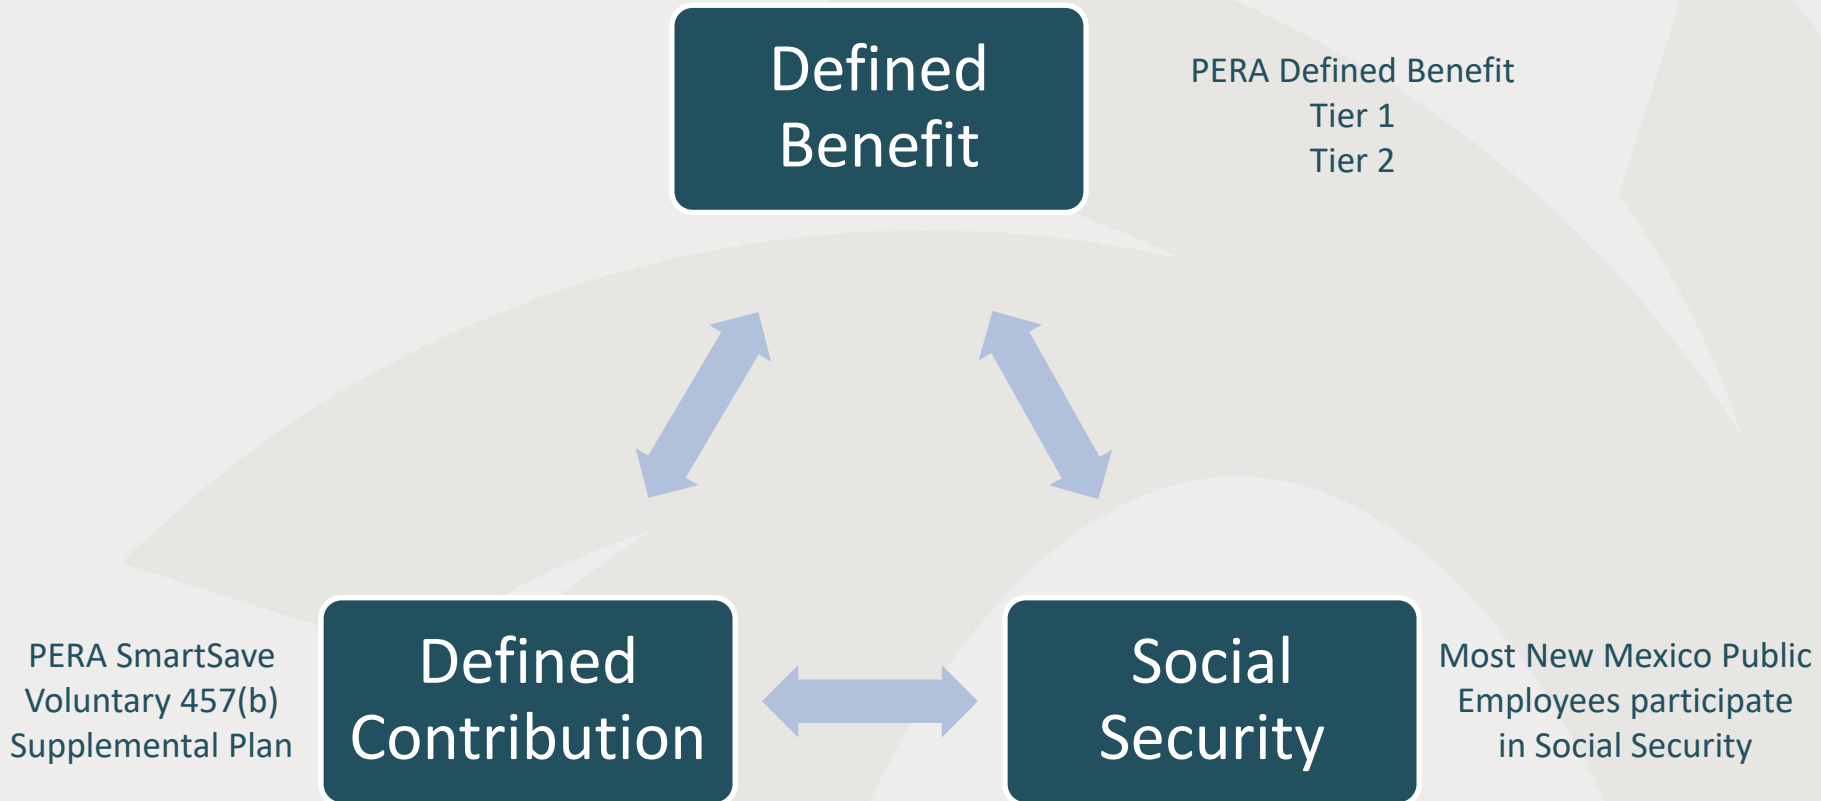 Defined
Benefit
PERA Defined Benefit
Tier 1
Tier 2
PERA SmartSave
Voluntary 457(b)
Supplemental Plan
Defined
Contribution
Social
Security
Most New Mexico Public
Employees participate
in Social Security